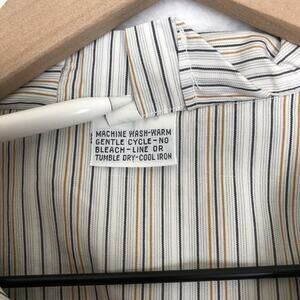 MACHINE WASH-WARM
GENTLE CYCLE-NO
BLEACH-LINE OR
TUMBLE DRY-COOL IRON